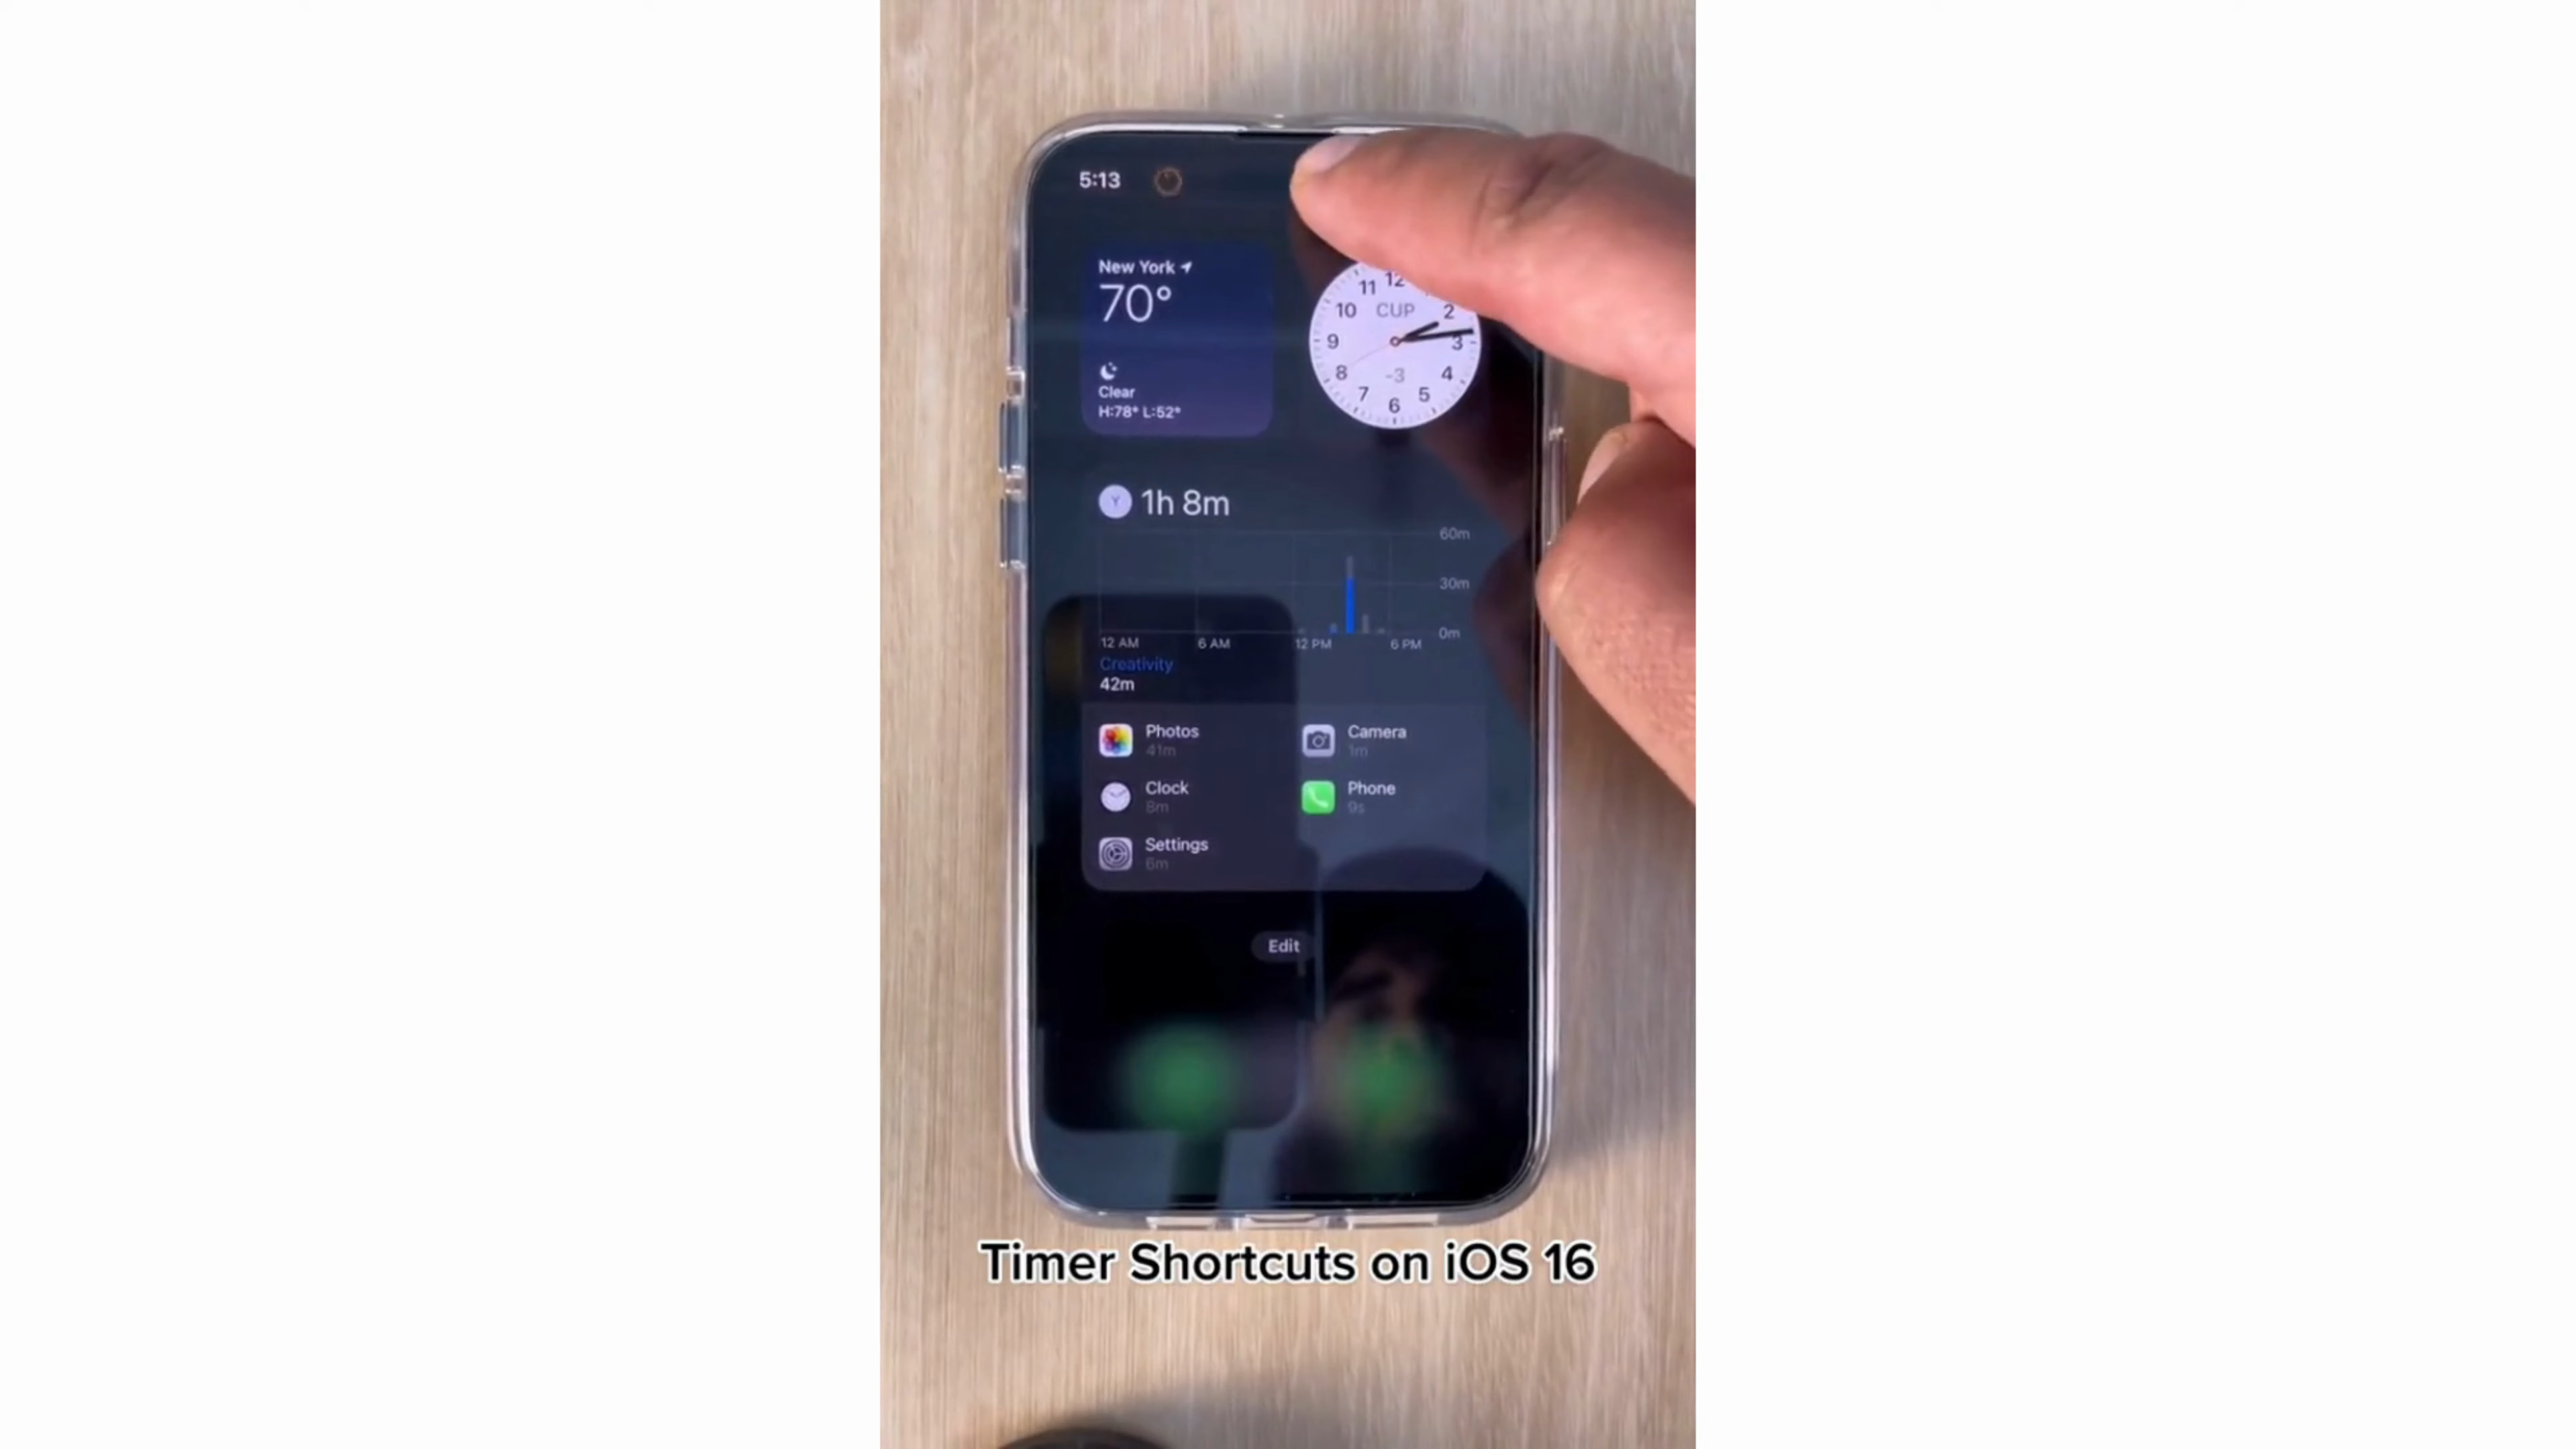 5:13
New York
70°
Clear
H:78° L:52°
11 12
10 CUP 2
9 3
8 -3 4
7 6 5
Y 1h 8m
60m
30m
0m
12 AM 6 AM 12 PM 6 PM
Creativity
42m
Photos
41m
Camera
1m
Clock
8m
Phone
9s
Settings
6m
Edit
Timer Shortcuts on iOS 16